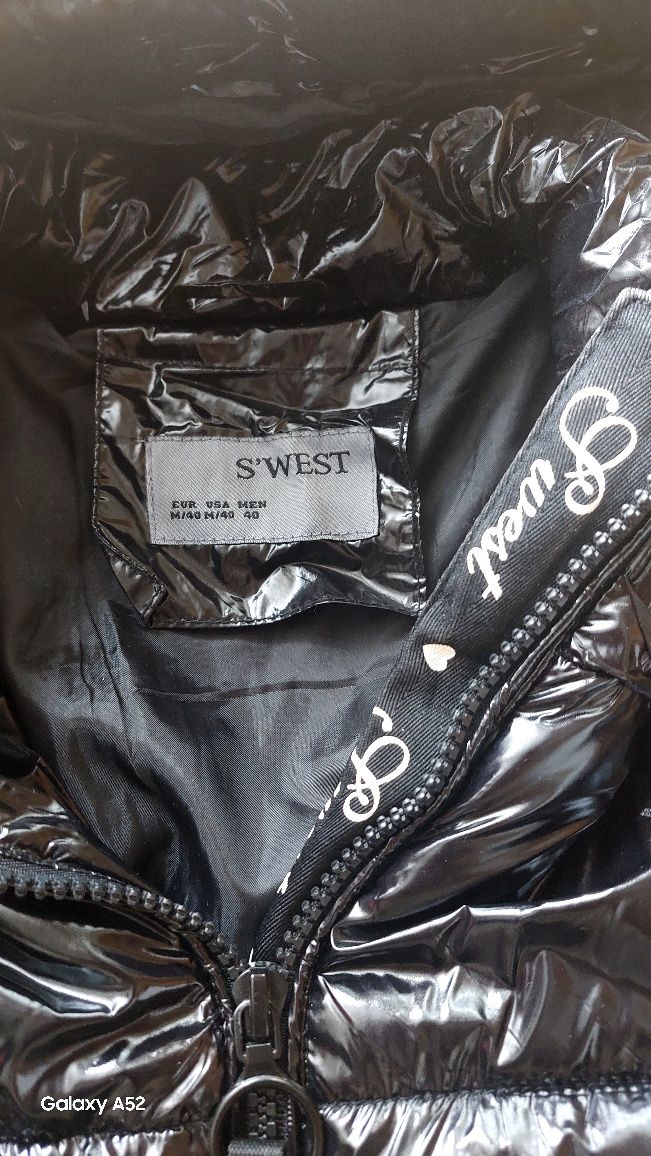 S'WEST
EUR USA MEN
M/40 M/40 40
S'west
Galaxy A52